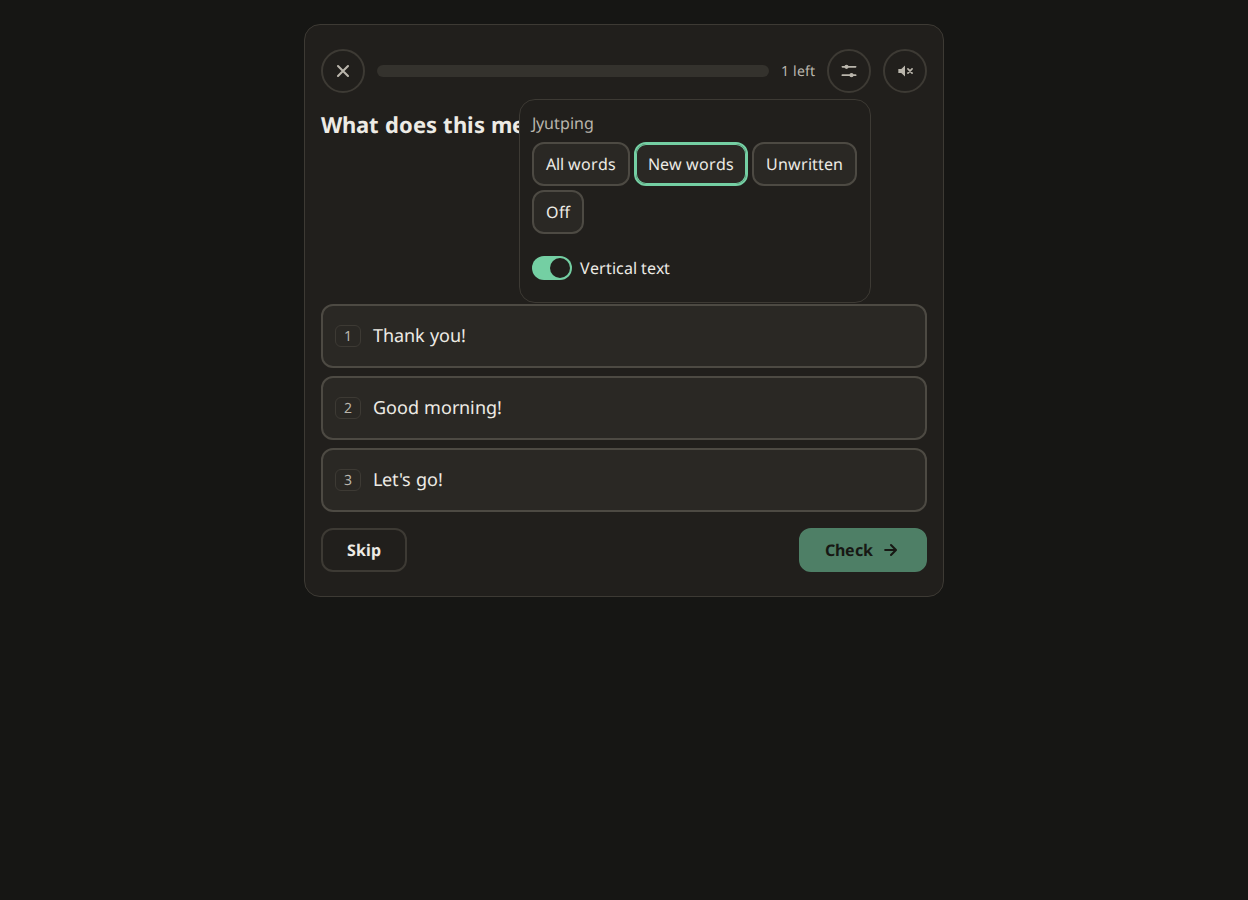 1 left
What does this me
Jyutping
All words New words Unwritten
Off
Vertical text
1 Thank you!
2 Good morning!
3 Let's go!
Skip Check